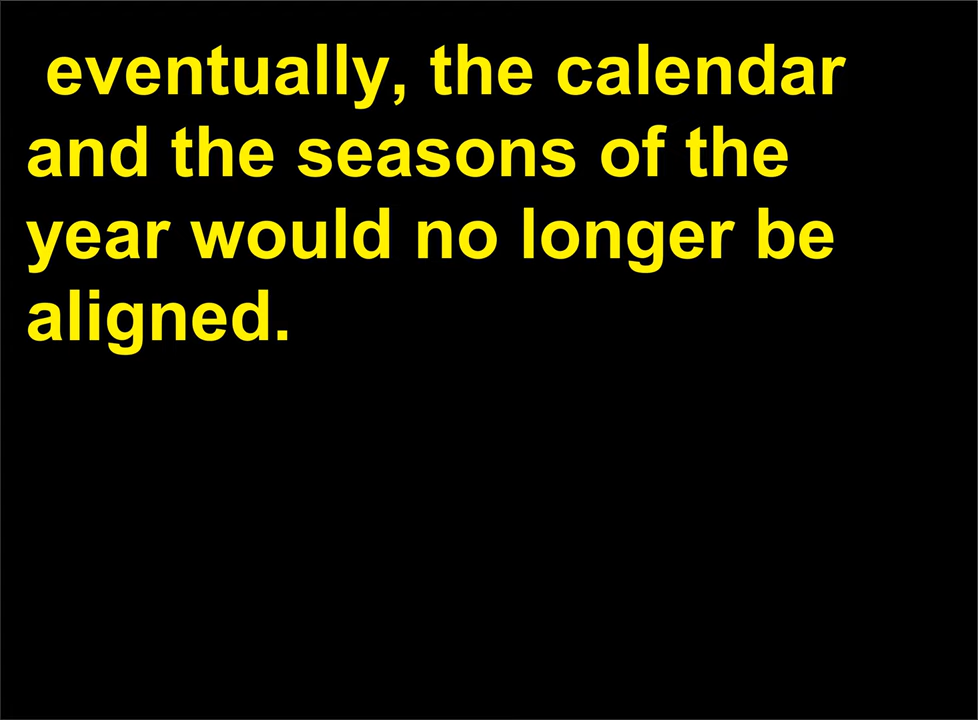 eventually, the calendar
and the seasons of the
year would no longer be
aligned.